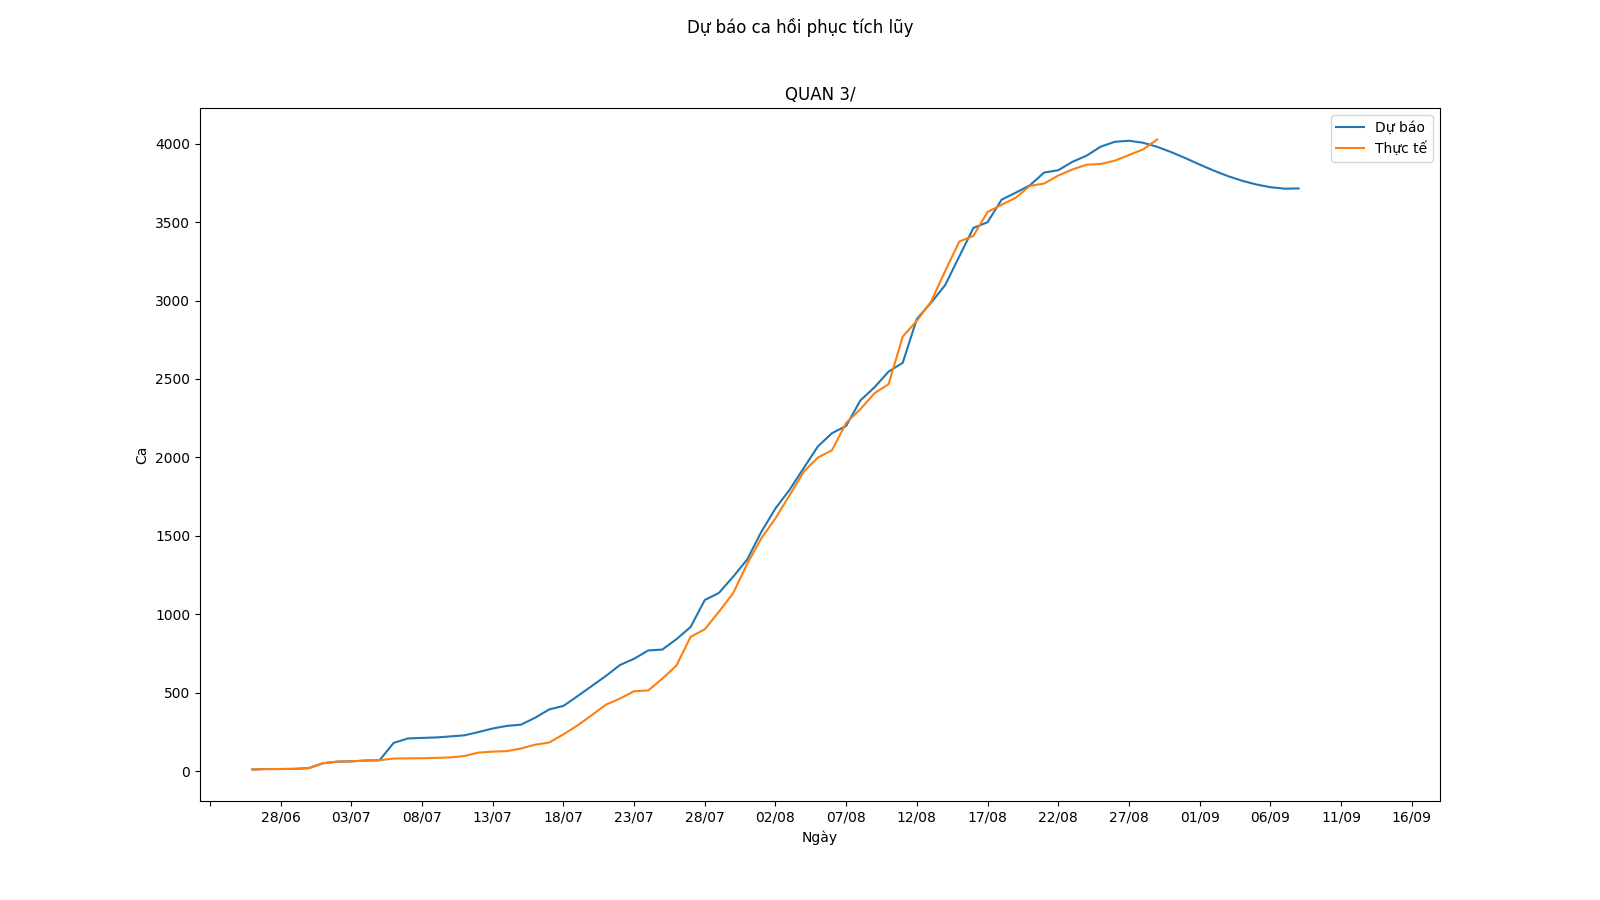 Dự báo ca hồi phục tích lũy
QUAN 3/
Dự báo
Thực tế
4000
3500
3000
2500
2000
1500
1000
500
0
Ca
28/06 03/07 08/07 13/07 18/07 23/07 28/07 02/08 07/08 12/08 17/08 22/08 27/08 01/09 06/09 11/09 16/09
Ngày